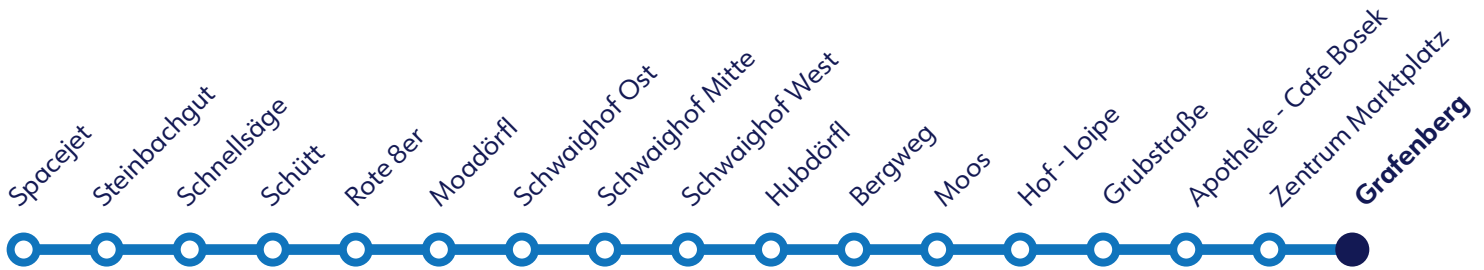 Spacejet
Steinbachgut
Schnellsäge
Schütt
Rote 8er
Moadörfl
Schwaighof Ost
Schwaighof Mitte
Schwaighof West
Hubdörfl
Bergweg
Moos
Hof - Loipe
Grubstraße
Apotheke - Cafe Bosek
Zentrum Marktplatz
Grafenberg